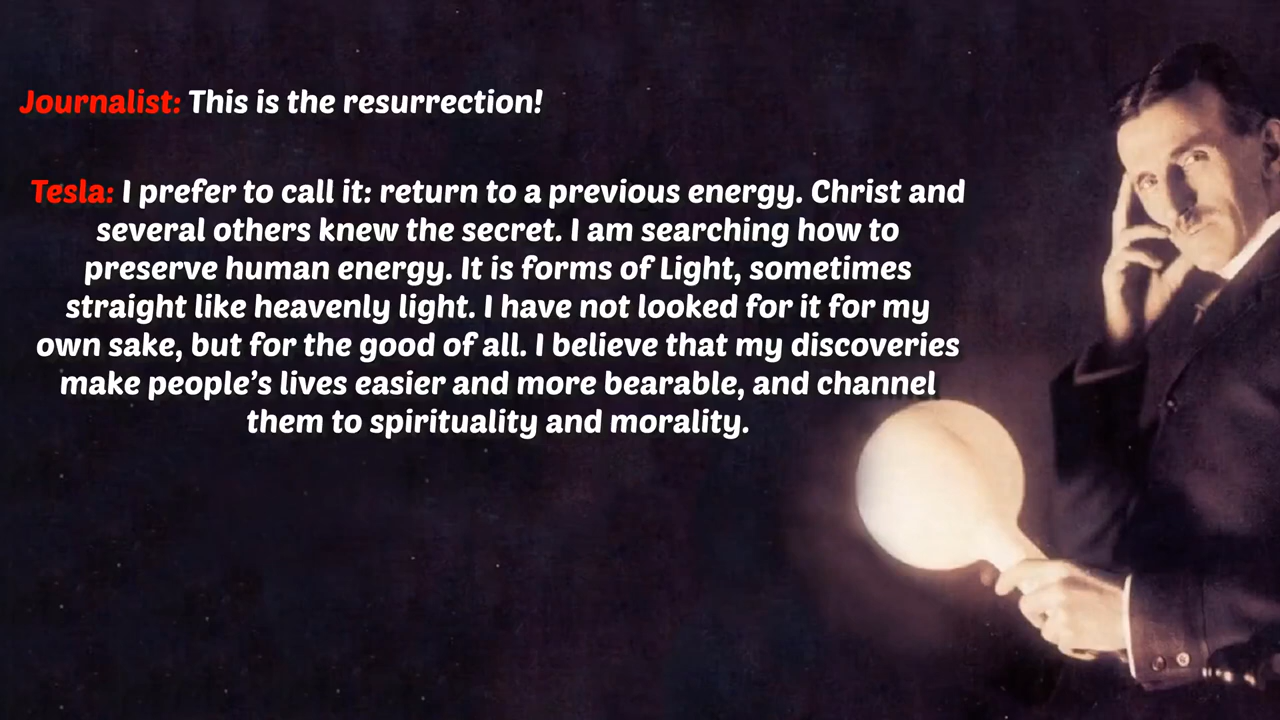 Journalist: This is the resurrection!
Tesla: I prefer to call it: return to a previous energy. Christ and
several others knew the secret. I am searching how to
preserve human energy. It is forms of Light, sometimes
straight like heavenly light. I have not looked for it for my
own sake, but for the good of all. I believe that my discoveries
make people’s lives easier and more bearable, and channel
them to spirituality and morality.